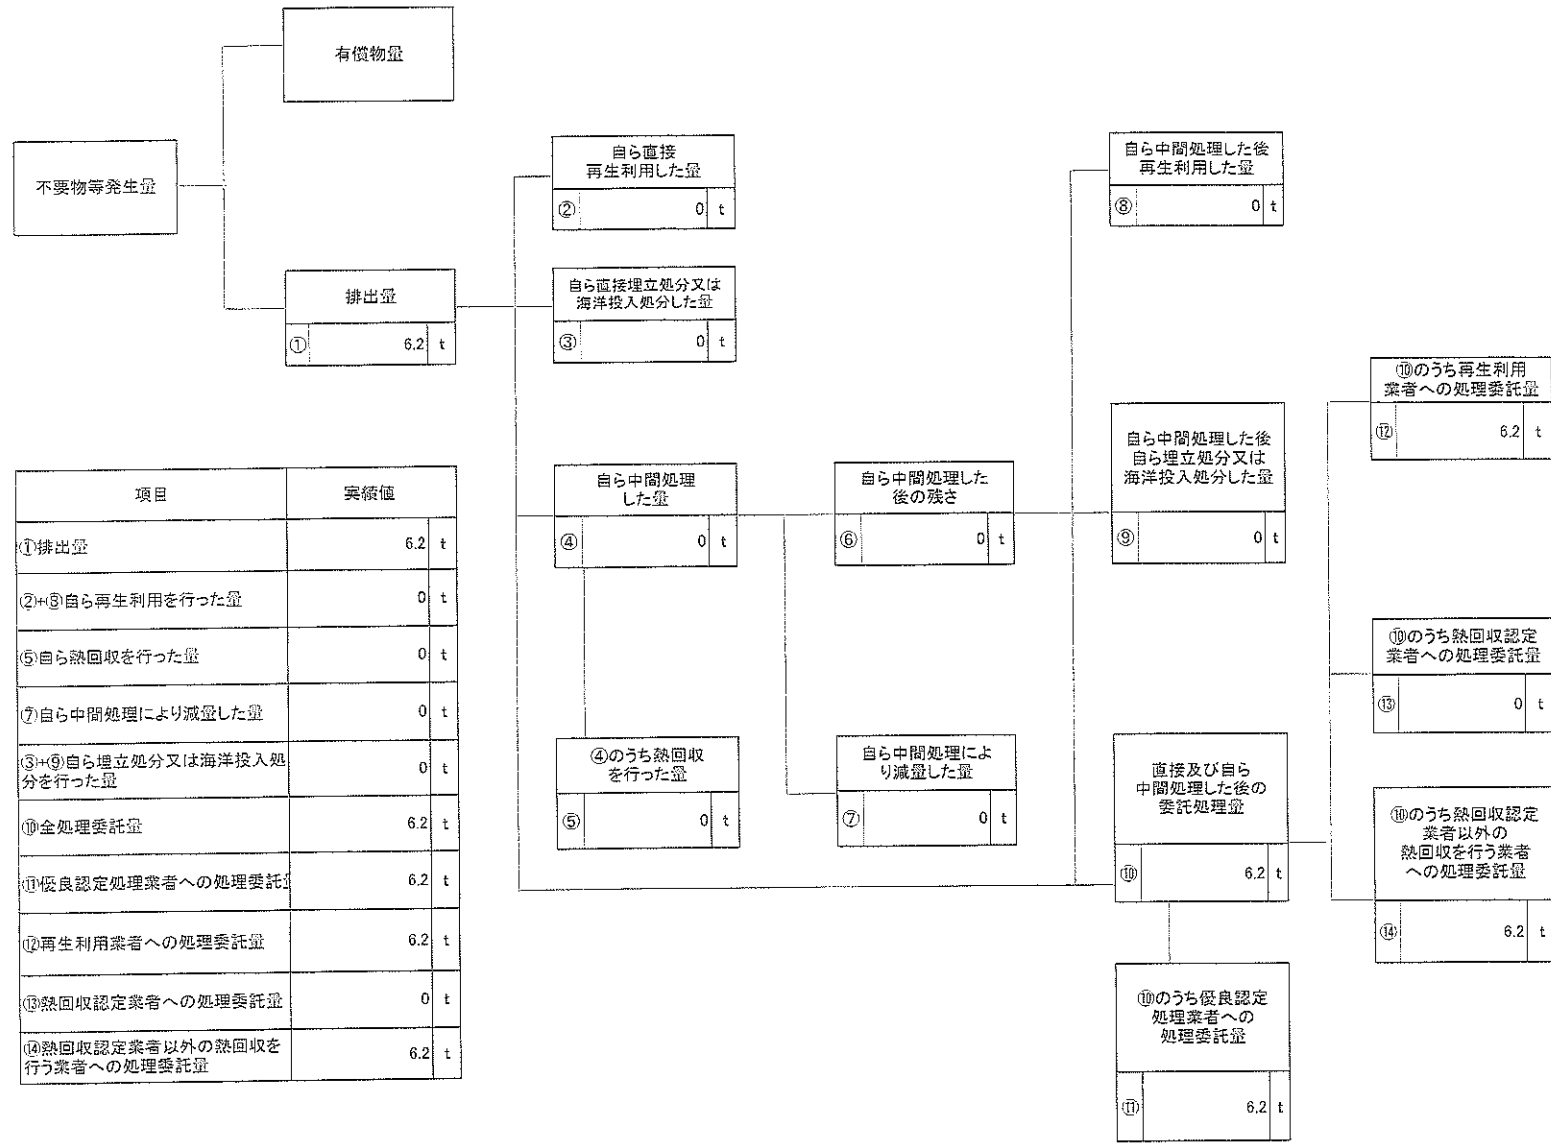 有償物量
不要物等発生量
排出量
① 6.2 t
自ら直接
再生利用した量
② 0 t
自ら直接埋立処分又は
海洋投入処分した量
③ 0 t
自ら中間処理
した量
④ 0 t
④のうち熱回収
を行った量
⑤ 0 t
自ら中間処理した
後の残さ
⑥ 0 t
自ら中間処理によ
り減量した量
⑦ 0 t
自ら中間処理した後
再生利用した量
⑧ 0 t
自ら中間処理した後
自ら埋立処分又は
海洋投入処分した量
⑨ 0 t
直接及び自ら
中間処理した後の
委託処理量
⑩ 6.2 t
⑩のうち優良認定
処理業者への
処理委託量
⑪ 6.2 t
⑩のうち再生利用
業者への処理委託量
⑫ 6.2 t
⑩のうち熱回収認定
業者への処理委託量
⑬ 0 t
⑩のうち熱回収認定
業者以外の
熱回収を行う業者
への処理委託量
⑭ 6.2 t
項目 実績値
①排出量 6.2 t
②+⑧自ら再生利用を行った量 0 t
⑤自ら熱回収を行った量 0 t
⑦自ら中間処理により減量した量 0 t
③+⑨自ら埋立処分又は海洋投入処
分を行った量 0 t
⑩全処理委託量 6.2 t
⑪優良認定処理業者への処理委託 6.2 t
⑫再生利用業者への処理委託量 6.2 t
⑬熱回収認定業者への処理委託量 0 t
⑭熱回収認定業者以外の熱回収を
行う業者への処理委託量 6.2 t